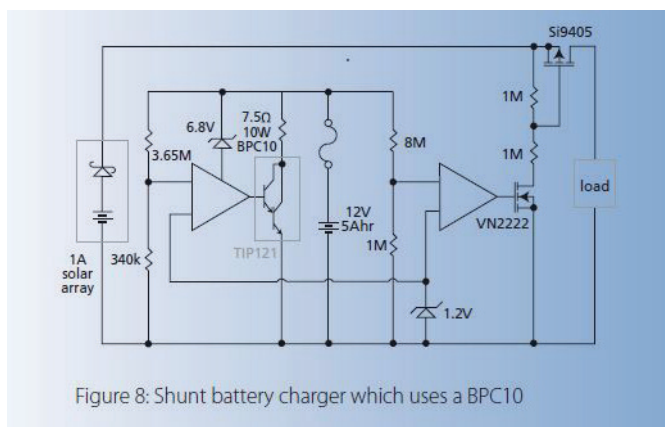 Si9405
1M
6.8V
7.5Ω
10W
BPC10
3.65M
8M
1M
load
12V
5Ahr
VN2222
TIP121
1A
solar
array
340k
1M
1.2V
Figure 8: Shunt battery charger which uses a BPC10